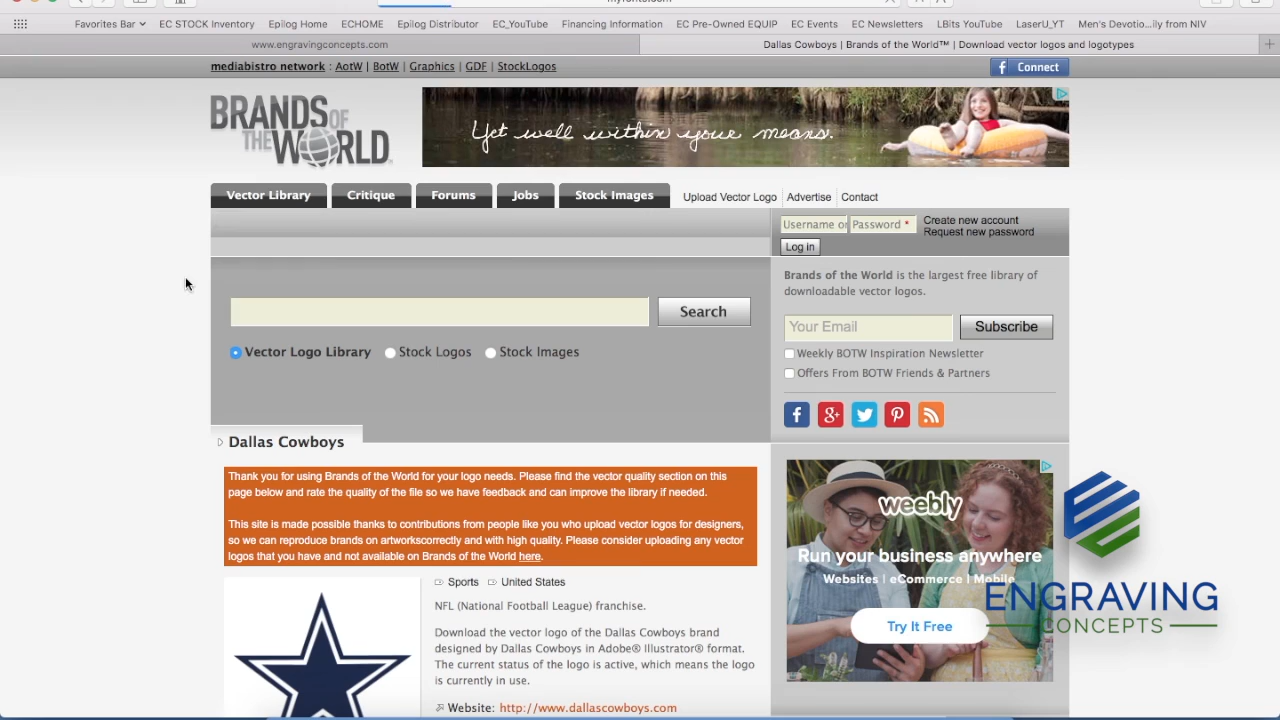 myfonts.com
Favorites Bar EC STOCK Inventory Epilog Home ECHOME Epilog Distributor EC_YouTube Financing Information EC Pre-Owned EQUIP EC Events EC Newsletters LBits YouTube LaserU_YT Men's Devotio...ily from NIV
www.engravingconcepts.com Dallas Cowboys | Brands of the World™ | Download vector logos and logotypes
mediabistro network : AotW | BotW | Graphics | GDF | StockLogos
f Connect
BRANDS OF
THE WORLD
Yet well within your means.
Vector Library Critique Forums Jobs Stock Images Upload Vector Logo Advertise Contact
Username or Password * Create new account
Request new password
Log in
Brands of the World is the largest free library of
downloadable vector logos.
Search
Your Email Subscribe
Vector Logo Library Stock Logos Stock Images
Weekly BOTW Inspiration Newsletter
Offers From BOTW Friends & Partners
Dallas Cowboys
Thank you for using Brands of the World for your logo needs. Please find the vector quality section on this
page below and rate the quality of the file so we have feedback and can improve the library if needed.
This site is made possible thanks to contributions from people like you who upload vector logos for designers,
so we can reproduce brands on artworkscorrectly and with high quality. Please consider uploading any vector
logos that you have and not available on Brands of the World here.
Sports United States
NFL (National Football League) franchise.
Download the vector logo of the Dallas Cowboys brand
designed by Dallas Cowboys in Adobe® Illustrator® format.
The current status of the logo is active, which means the logo
is currently in use.
Website: http://www.dallascowboys.com
weebly
Run your business anywhere
Websites | eCommerce | Mobile
Try It Free
ENGRAVING
CONCEPTS